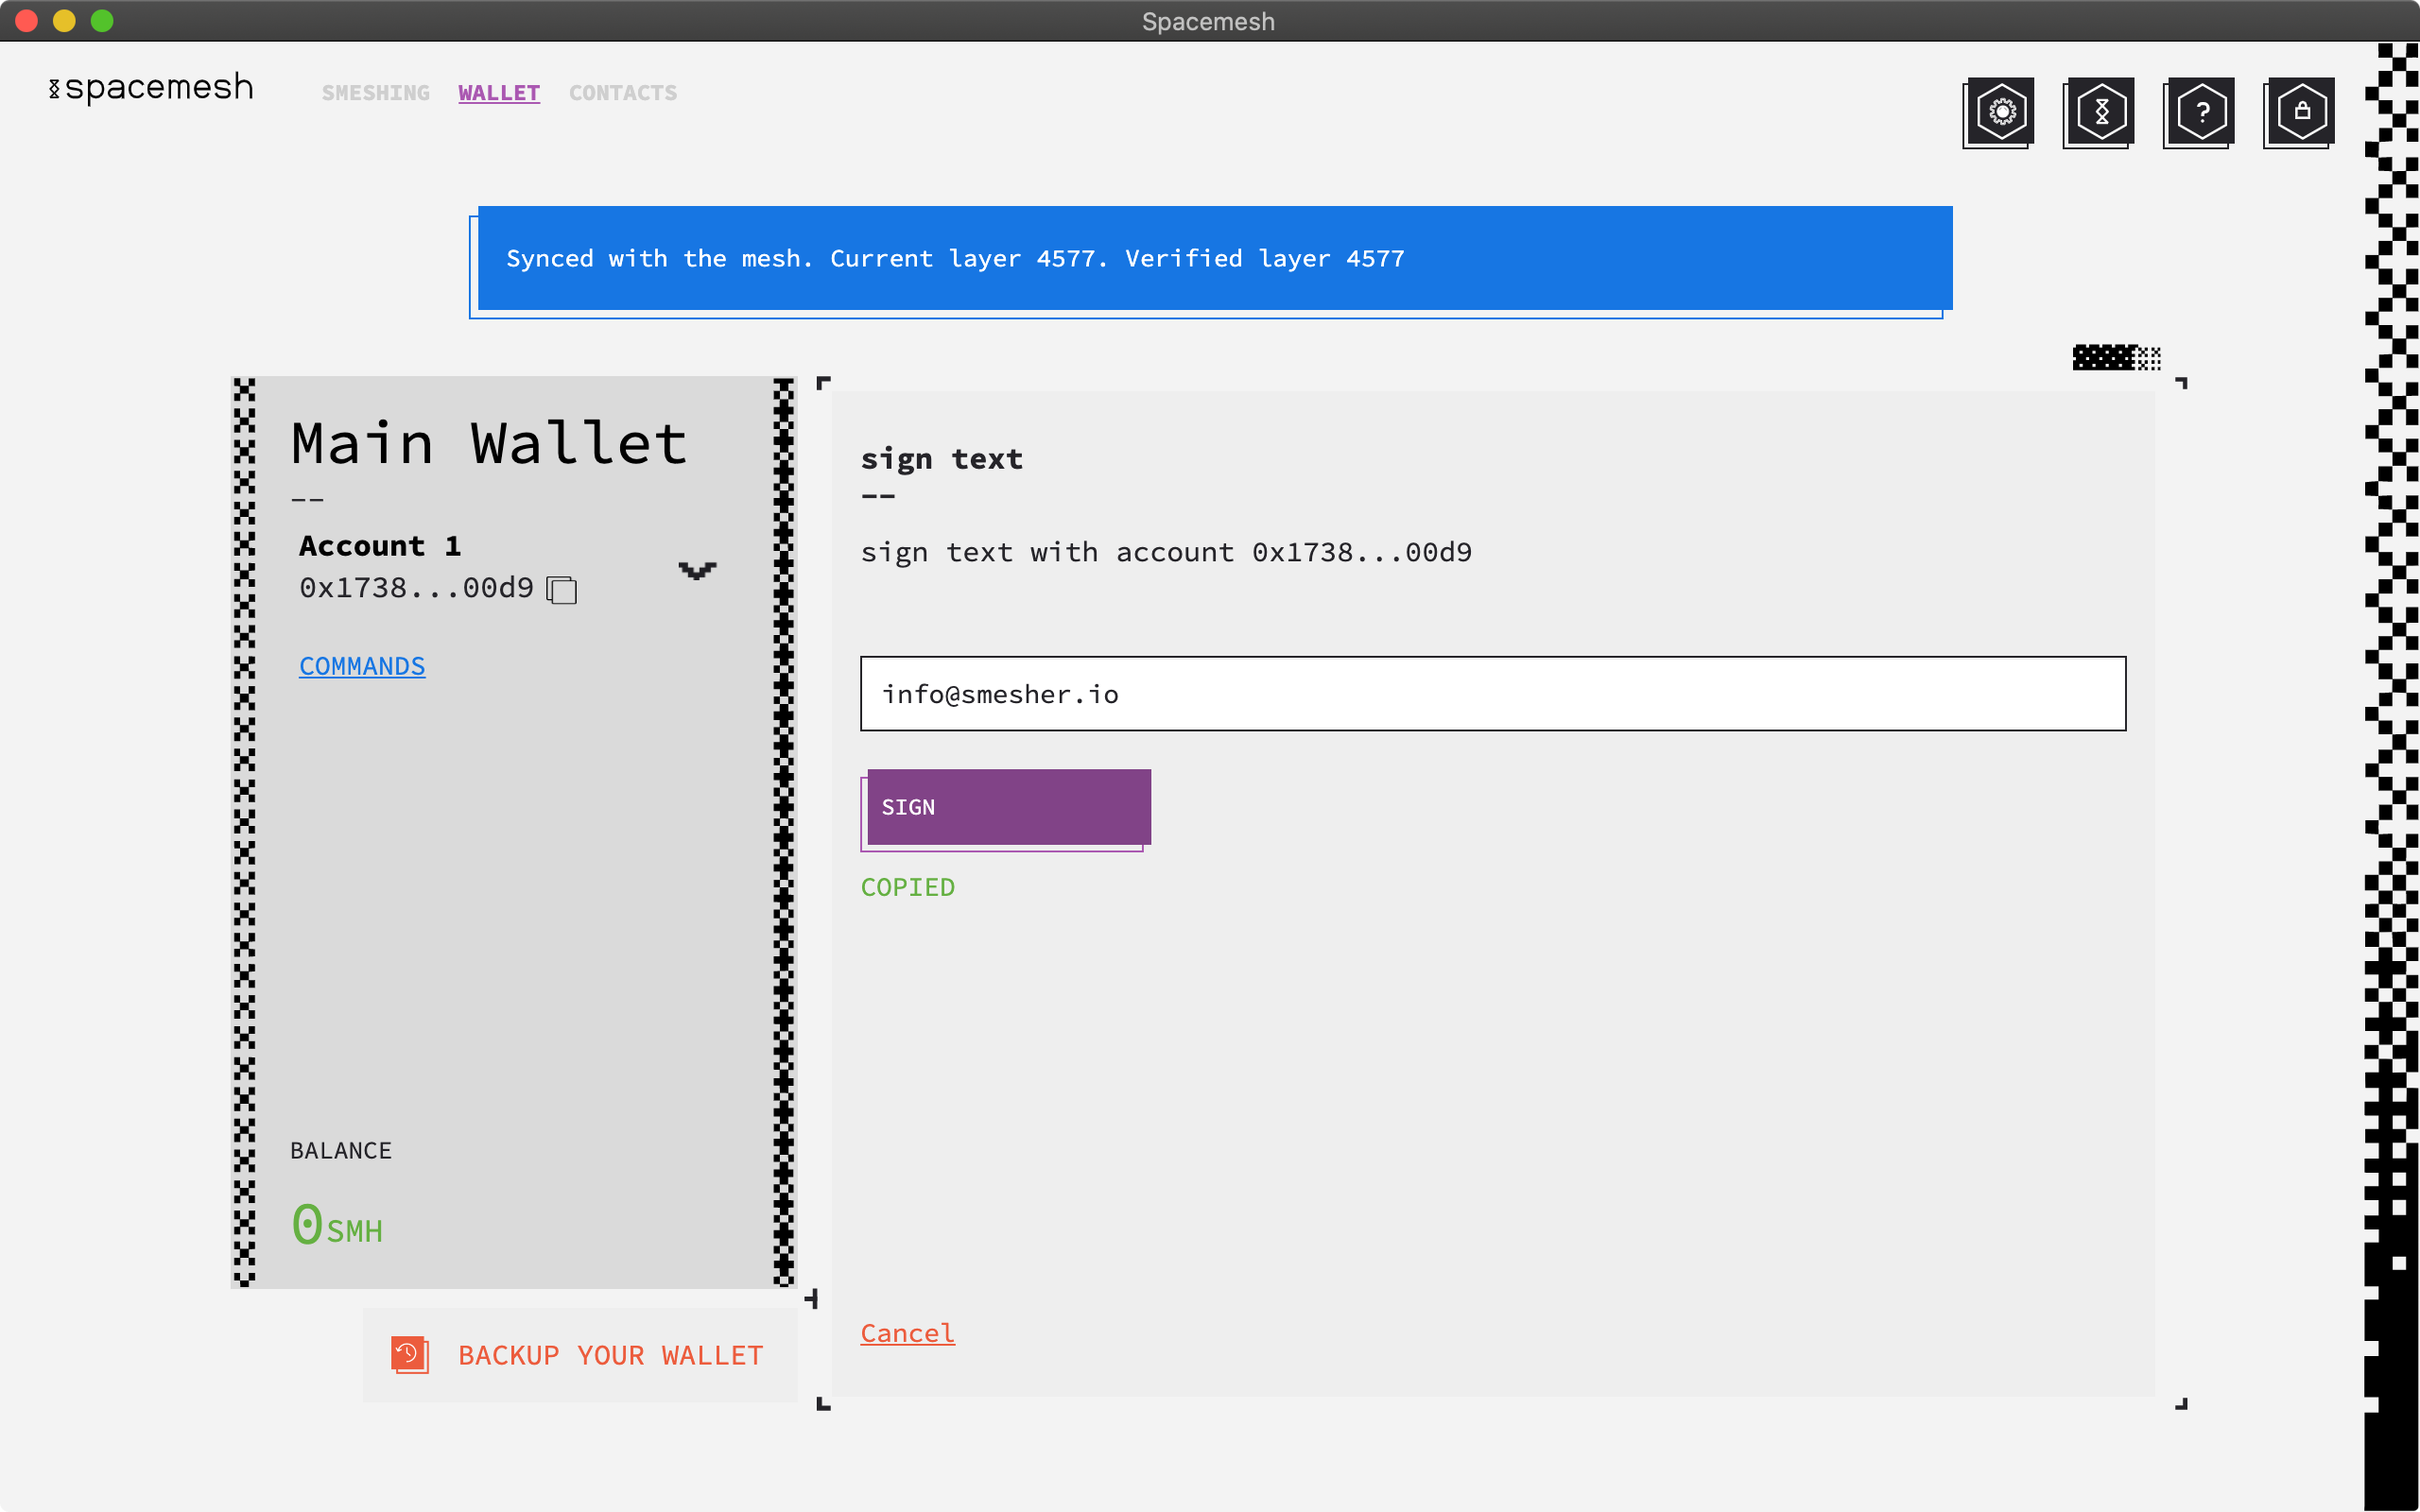 Spacemesh
spacemesh
SMESHING WALLET CONTACTS
?
Synced with the mesh. Current layer 4577. Verified layer 4577
Main Wallet
--
Account 1
0x1738...00d9
COMMANDS
BALANCE
0 SMH
BACKUP YOUR WALLET
sign text
--
sign text with account 0x1738...00d9
info@smesher.io
SIGN
COPIED
Cancel